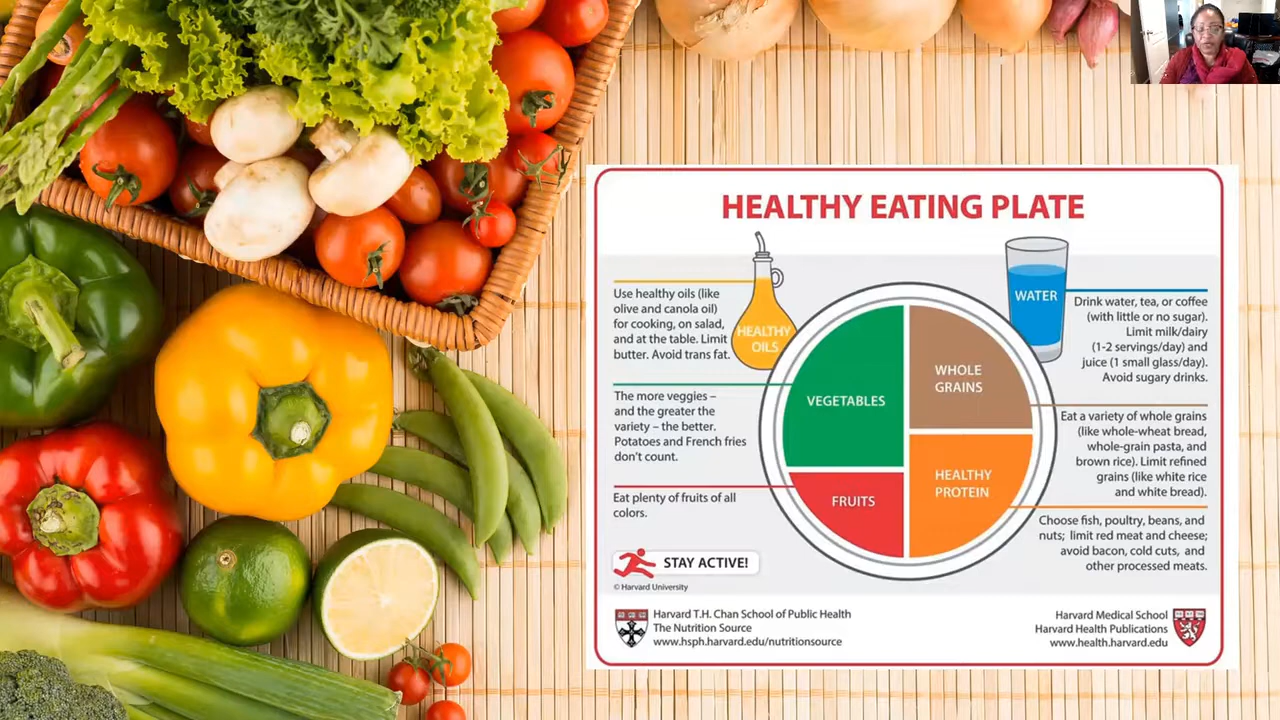 HEALTHY EATING PLATE
Use healthy oils (like
olive and canola oil)
for cooking, on salad,
and at the table. Limit
butter. Avoid trans fat.
HEALTHY
OILS
The more veggies –
and the greater the
variety – the better.
Potatoes and French fries
don't count.
Eat plenty of fruits of all
colors.
VEGETABLES
FRUITS
WHOLE
GRAINS
HEALTHY
PROTEIN
WATER
Drink water, tea, or coffee
(with little or no sugar).
Limit milk/dairy
(1-2 servings/day) and
juice (1 small glass/day).
Avoid sugary drinks.
Eat a variety of whole grains
(like whole-wheat bread,
whole-grain pasta, and
brown rice). Limit refined
grains (like white rice
and white bread).
Choose fish, poultry, beans, and
nuts; limit red meat and cheese;
avoid bacon, cold cuts, and
other processed meats.
STAY ACTIVE!
© Harvard University
Harvard T.H. Chan School of Public Health
The Nutrition Source
www.hsph.harvard.edu/nutritionsource
Harvard Medical School
Harvard Health Publications
www.health.harvard.edu